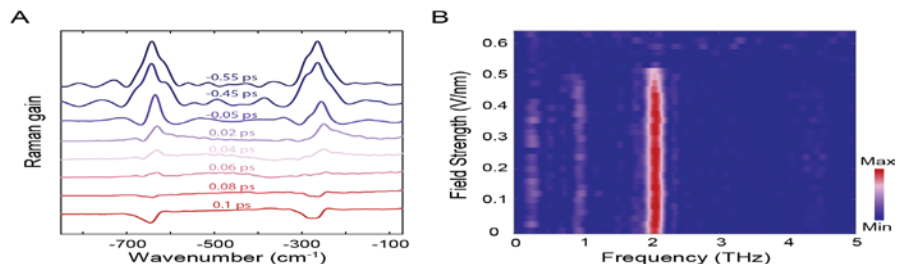 A
Raman gain
-0.55 ps
-0.45 ps
-0.05 ps
0.02 ps
0.04 ps
0.06 ps
0.08 ps
0.1 ps
-700 -500 -300 -100
Wavenumber (cm⁻¹)
B
Field Strength (V/nm)
0.6
0.5
0.4
0.3
0.2
0.1
0
0 1 2 3 4 5
Frequency (THz)
Max
Min